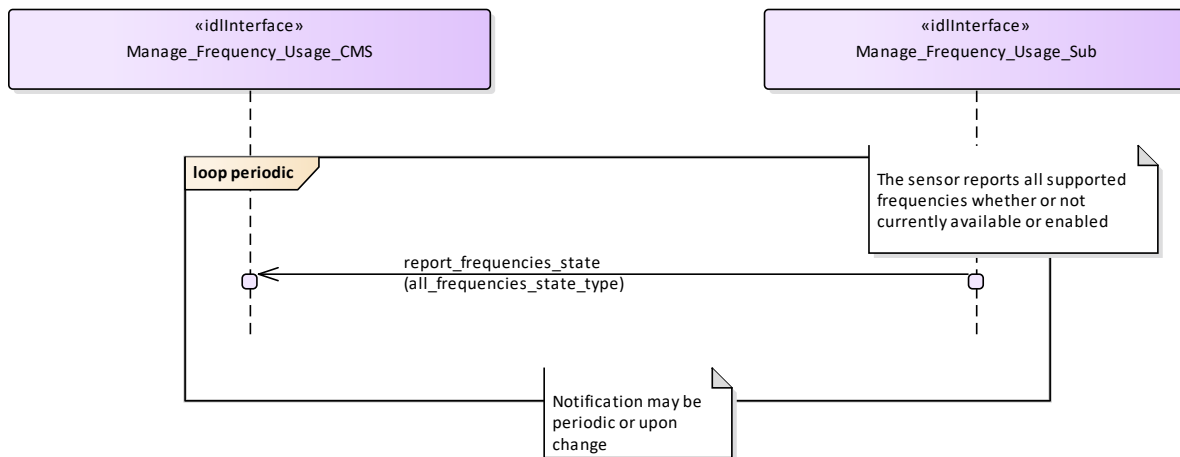 «idlInterface»
Manage_Frequency_Usage_CMS
«idlInterface»
Manage_Frequency_Usage_Sub
loop periodic
The sensor reports all supported
frequencies whether or not
currently available or enabled
report_frequencies_state
(all_frequencies_state_type)
Notification may be
periodic or upon
change